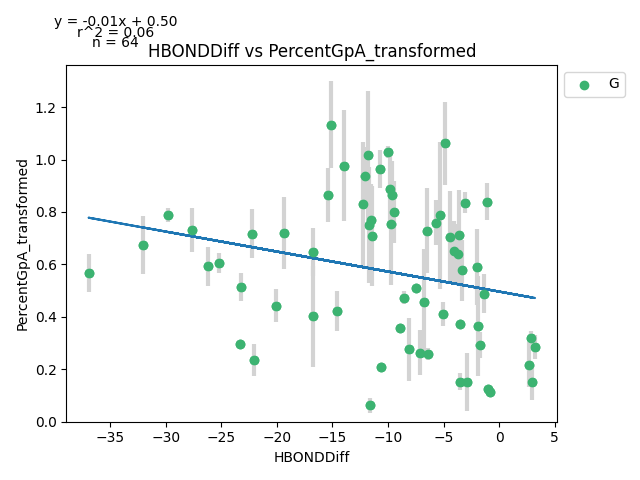 y = -0.01x + 0.50
r^2 = 0.06
n = 64
HBONDDiff vs PercentGpA_transformed
G
1.2
1.0
0.8
0.6
0.4
0.2
0.0
PercentGpA_transformed
−35 −30 −25 −20 −15 −10 −5 0 5
HBONDDiff